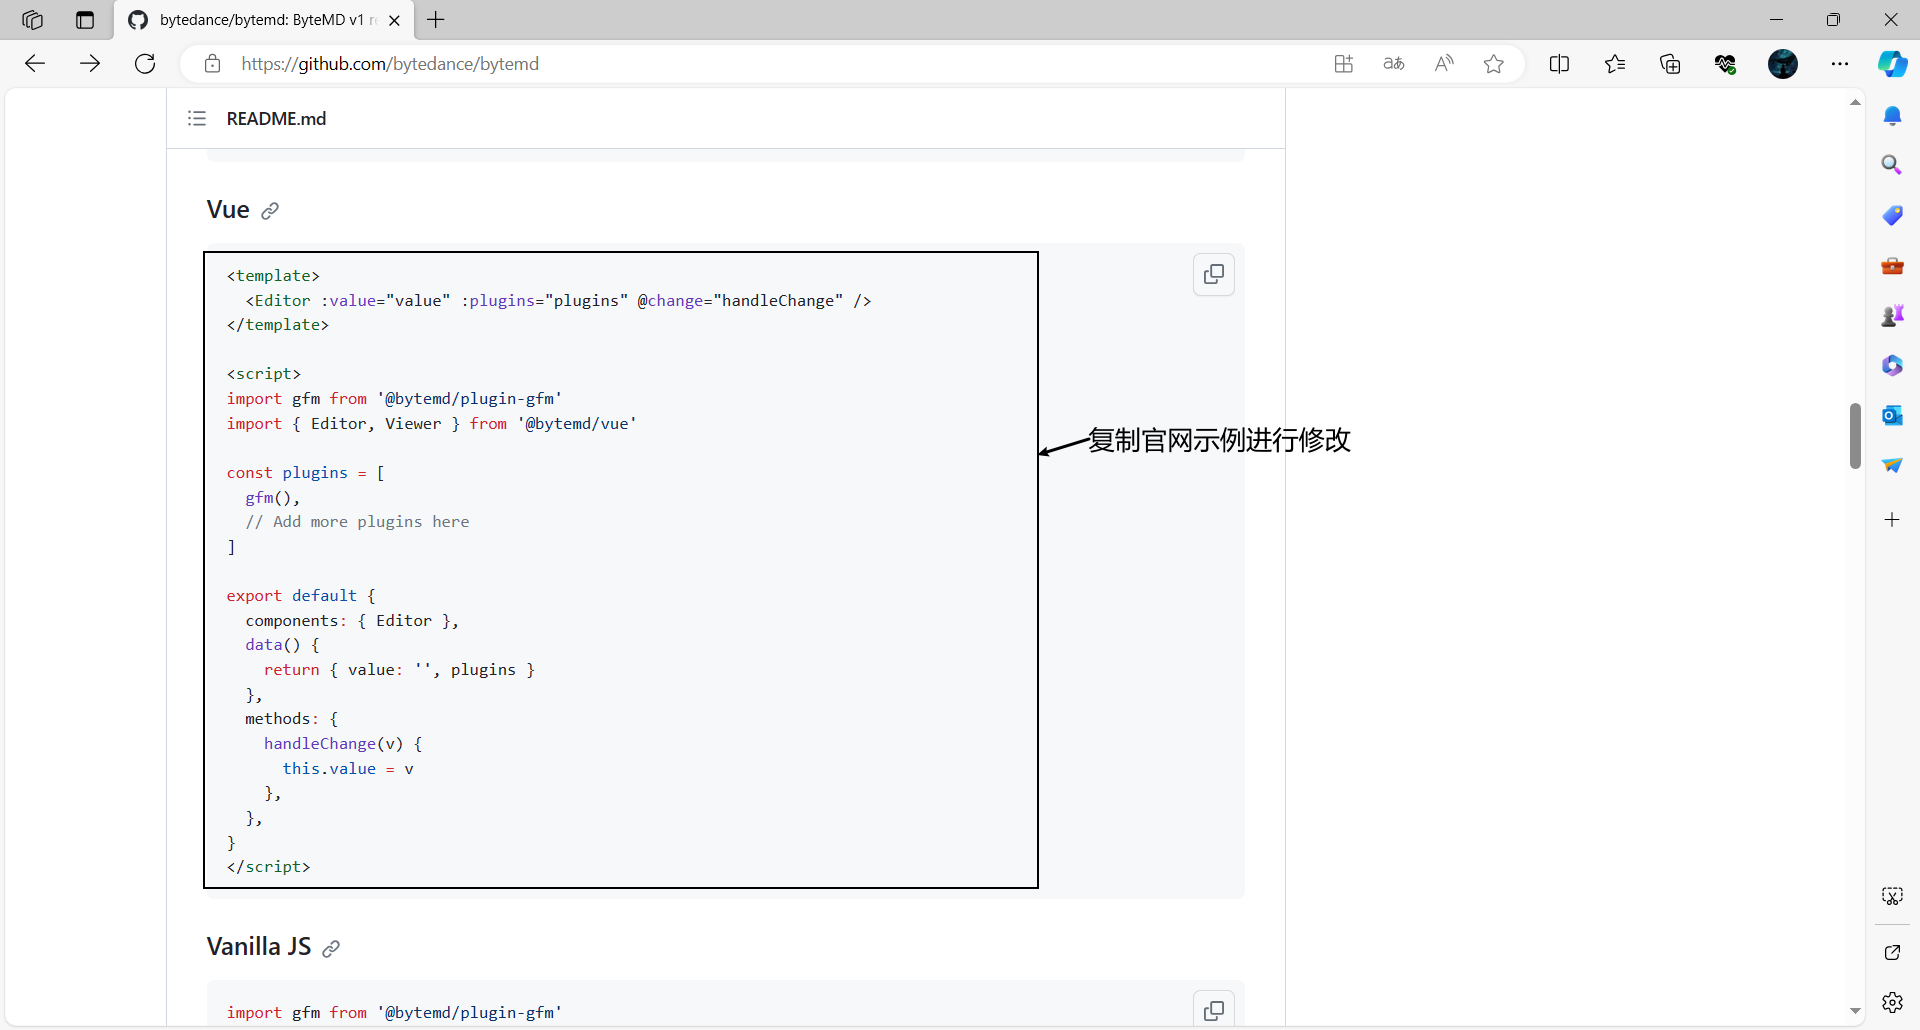 bytedance/bytemd: ByteMD v1 r
https://github.com/bytedance/bytemd
README.md
Vue
<template>
  <Editor :value="value" :plugins="plugins" @change="handleChange" />
</template>
<script>
import gfm from '@bytemd/plugin-gfm'
import { Editor, Viewer } from '@bytemd/vue'
复制官网示例进行修改
const plugins = [
  gfm(),
  // Add more plugins here
]
export default {
  components: { Editor },
  data() {
    return { value: '', plugins }
  },
  methods: {
    handleChange(v) {
      this.value = v
    },
  },
}
</script>
Vanilla JS
import gfm from '@bytemd/plugin-gfm'